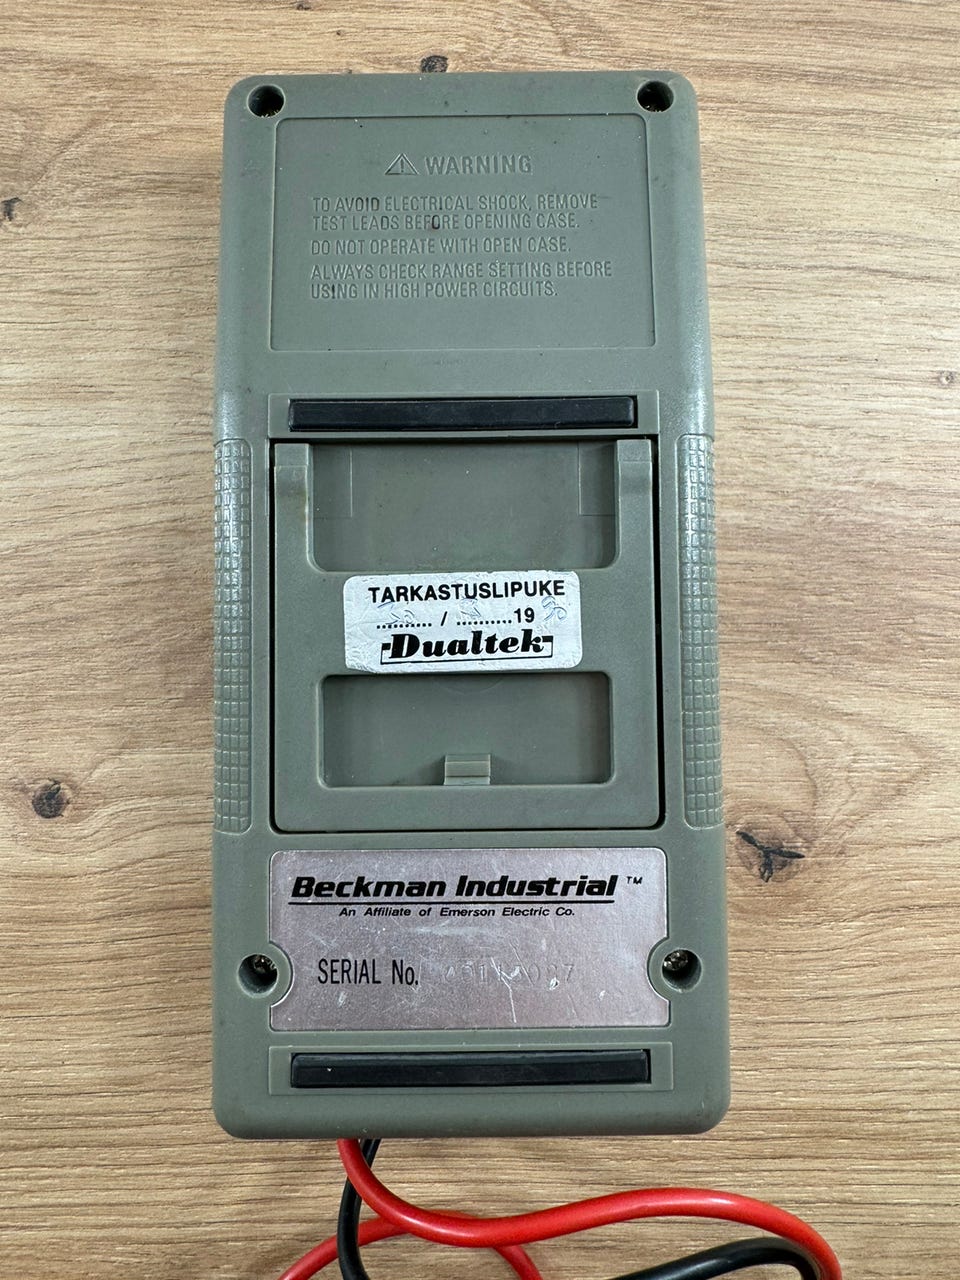 ⚠ WARNING
TO AVOID ELECTRICAL SHOCK, REMOVE
TEST LEADS BEFORE OPENING CASE.
DO NOT OPERATE WITH OPEN CASE.
ALWAYS CHECK RANGE SETTING BEFORE
USING IN HIGH POWER CIRCUITS.
TARKASTUSLIPUKE
.......... / ..........19
Dualtek
Beckman Industrial ™
An Affiliate of Emerson Electric Co.
SERIAL No.